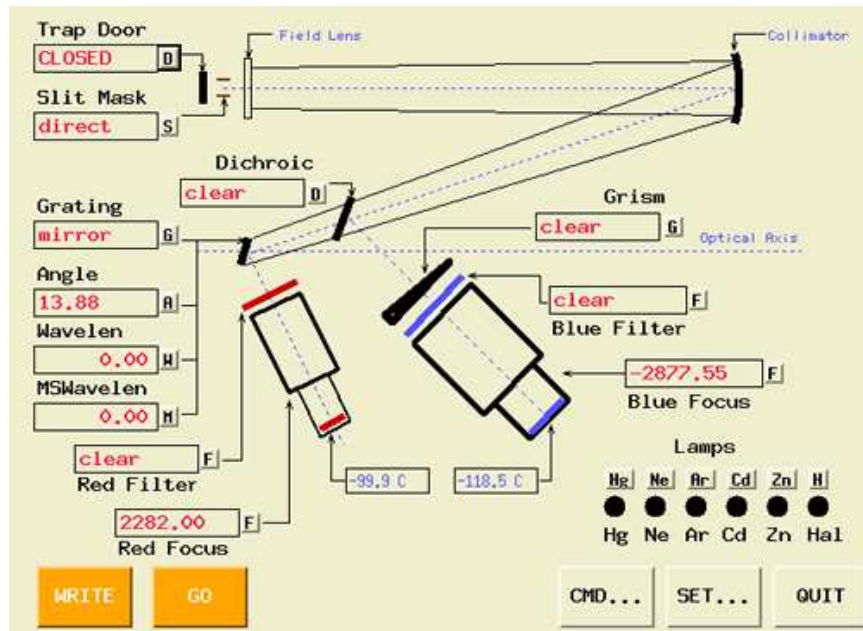 Trap Door
CLOSED D
Field Lens
Collimator
Slit Mask
direct S
Dichroic
clear D
Grism
clear G
Grating
mirror G
Optical Axis
Angle
13.88 A
clear F
Blue Filter
Wavelen
0.00 W
-2877.55 F
Blue Focus
MSWavelen
0.00 M
Lamps
clear F
Red Filter
-99.9 C
-118.5 C
Hg Ne Ar Cd Zn H
2282.00 F
Red Focus
Hg Ne Ar Cd Zn Hal
WRITE GO CMD... SET... QUIT